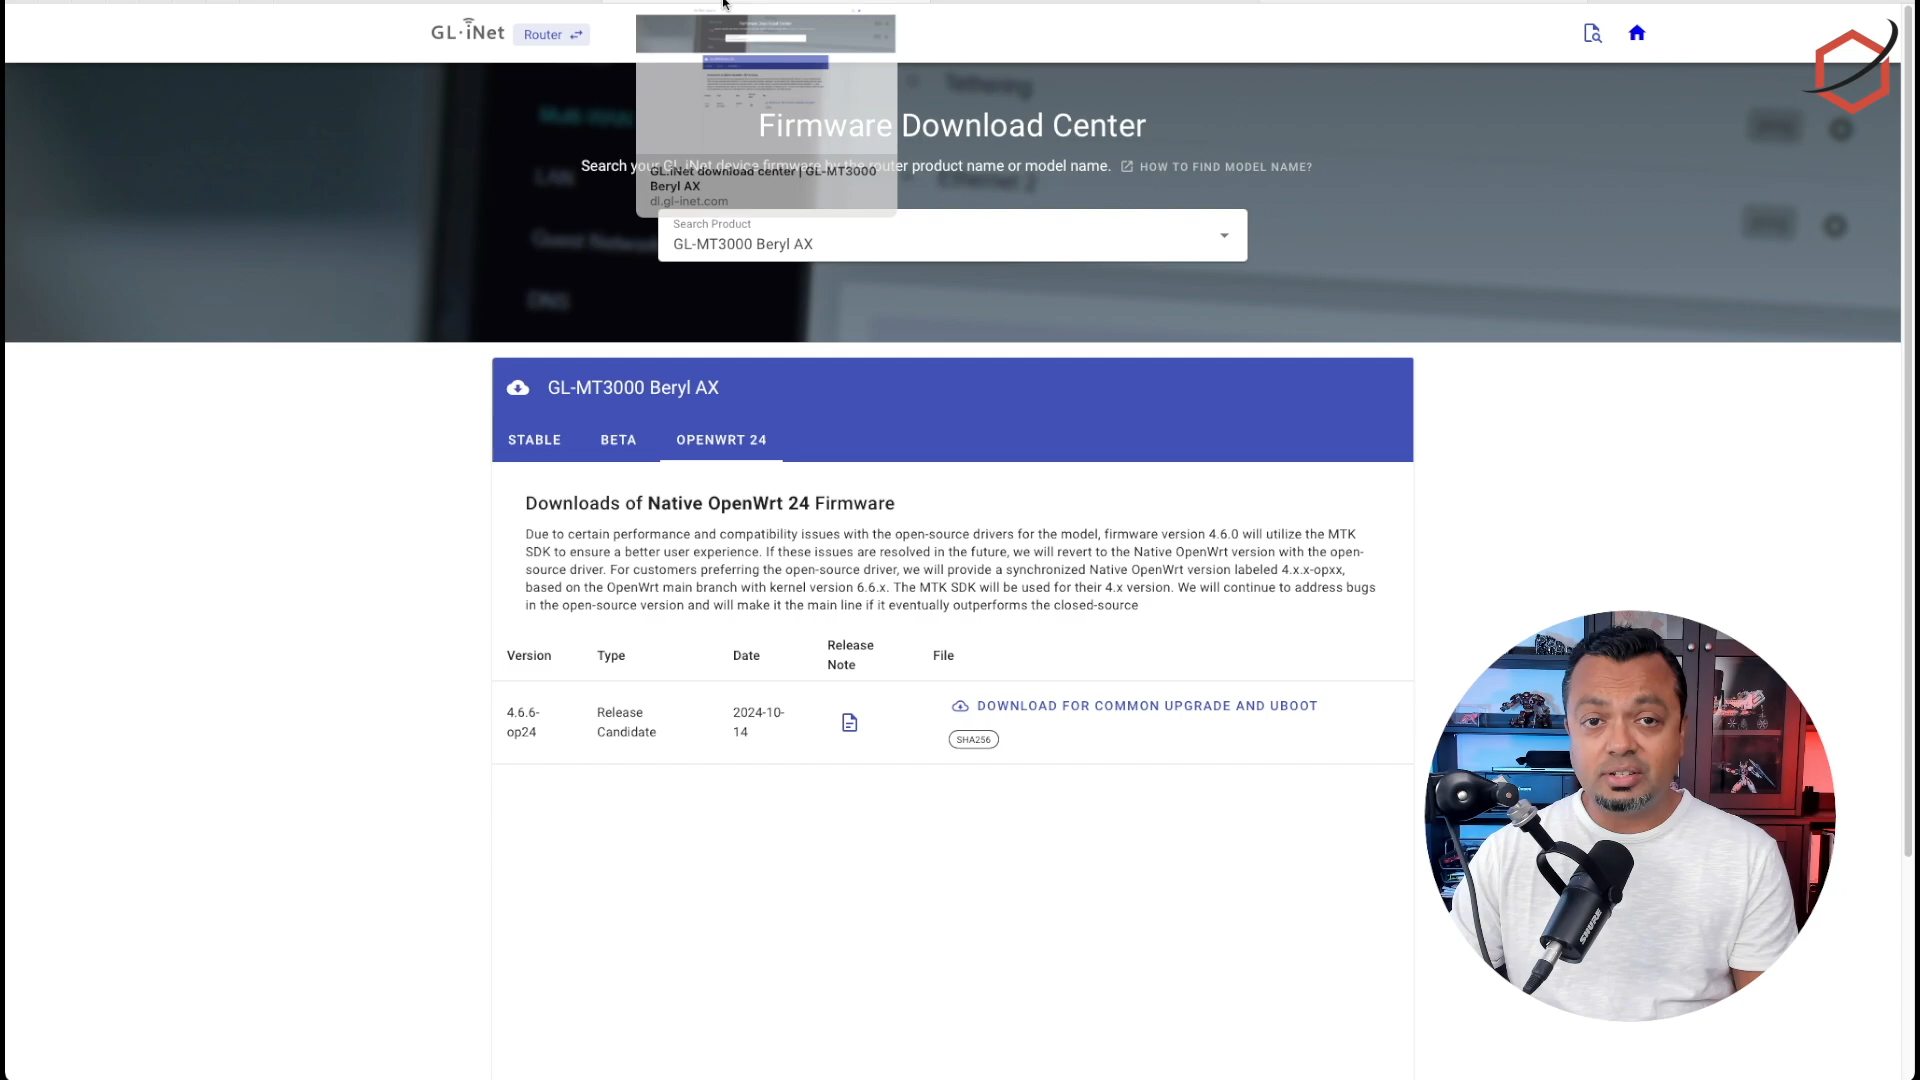 GL·iNet
Router
Tethering
Multi-WAN
LAN
Ethernet 2
Guest Network
DNS
Firmware Download Center
Search your GL.iNet device firmware by the router product name or model name.
HOW TO FIND MODEL NAME?
GL.iNet download center | GL-MT3000
Beryl AX
dl.gl-inet.com
Search Product
GL-MT3000 Beryl AX
GL-MT3000 Beryl AX
STABLE
BETA
OPENWRT 24
Downloads of Native OpenWrt 24 Firmware
Due to certain performance and compatibility issues with the open-source drivers for the model, firmware version 4.6.0 will utilize the MTK
SDK to ensure a better user experience. If these issues are resolved in the future, we will revert to the Native OpenWrt version with the open-
source driver. For customers preferring the open-source driver, we will provide a synchronized Native OpenWrt version labeled 4.x.x-opxx,
based on the OpenWrt main branch with kernel version 6.6.x. The MTK SDK will be used for their 4.x version. We will continue to address bugs
in the open-source version and will make it the main line if it eventually outperforms the closed-source
Version
Type
Date
Release
Note
File
4.6.6-
op24
Release
Candidate
2024-10-
14
DOWNLOAD FOR COMMON UPGRADE AND UBOOT
SHA256
SHURE